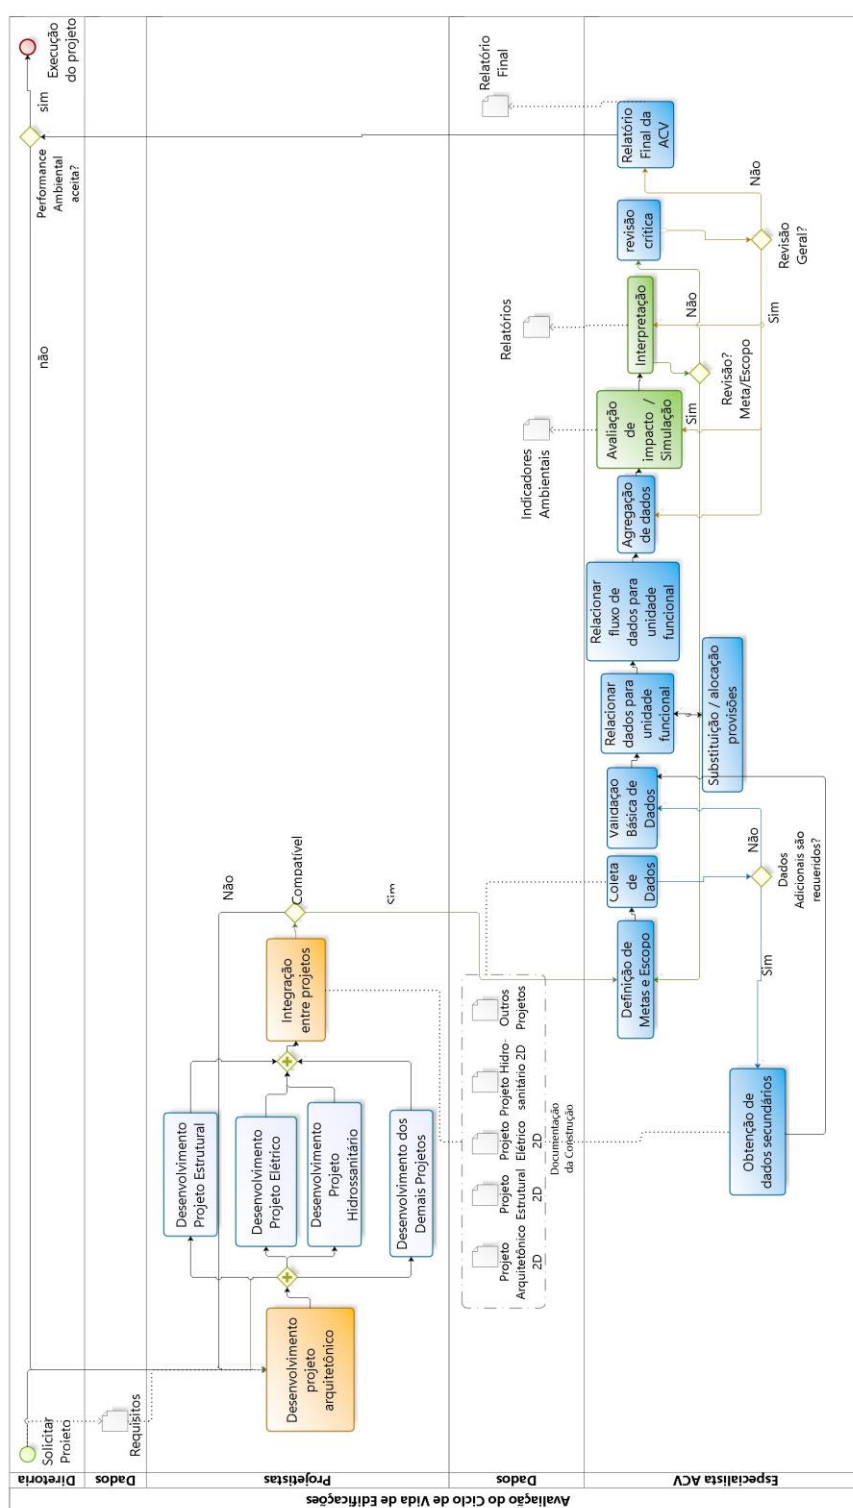 Avaliação do Ciclo de Vida de Edificações
Diretoria
Solicitar
Projeto
não
Performance
Ambiental
aceita?
sim
Execução
do projeto
Dados
Requisitos
Projetistas
Desenvolvimento
projeto
arquitetônico
Desenvolvimento
Projeto Estrutural
Desenvolvimento
Projeto Elétrico
Desenvolvimento
Projeto
Hidrossanitário
Desenvolvimento dos
Demais Projetos
Integração
entre projetos
Compatível
Não
Sim
Dados
Projeto
Arquitetônico
2D
Projeto
Estrutural
2D
Projeto
Elétrico
2D
Projeto Hidro-
sanitário 2D
Outros
Projetos
Documentação
da Construção
Indicadores
Ambientais
Relatórios
Relatório
Final
Especialista ACV
Definição de
Metas e Escopo
Coleta
de
Dados
Dados
Adicionais são
requeridos?
Sim
Não
Obtenção de
dados secundários
Validação
Básica de
Dados
Relacionar
dados para
unidade
funcional
Substituição / alocação
provisões
Relacionar
fluxo de
dados para
unidade
funcional
Agregação
de dados
Avaliação
de
impacto /
Simulação
Interpretação
Revisão?
Meta/Escopo
Sim
Não
revisão
crítica
Revisão
Geral?
Sim
Não
Relatório
Final da
ACV